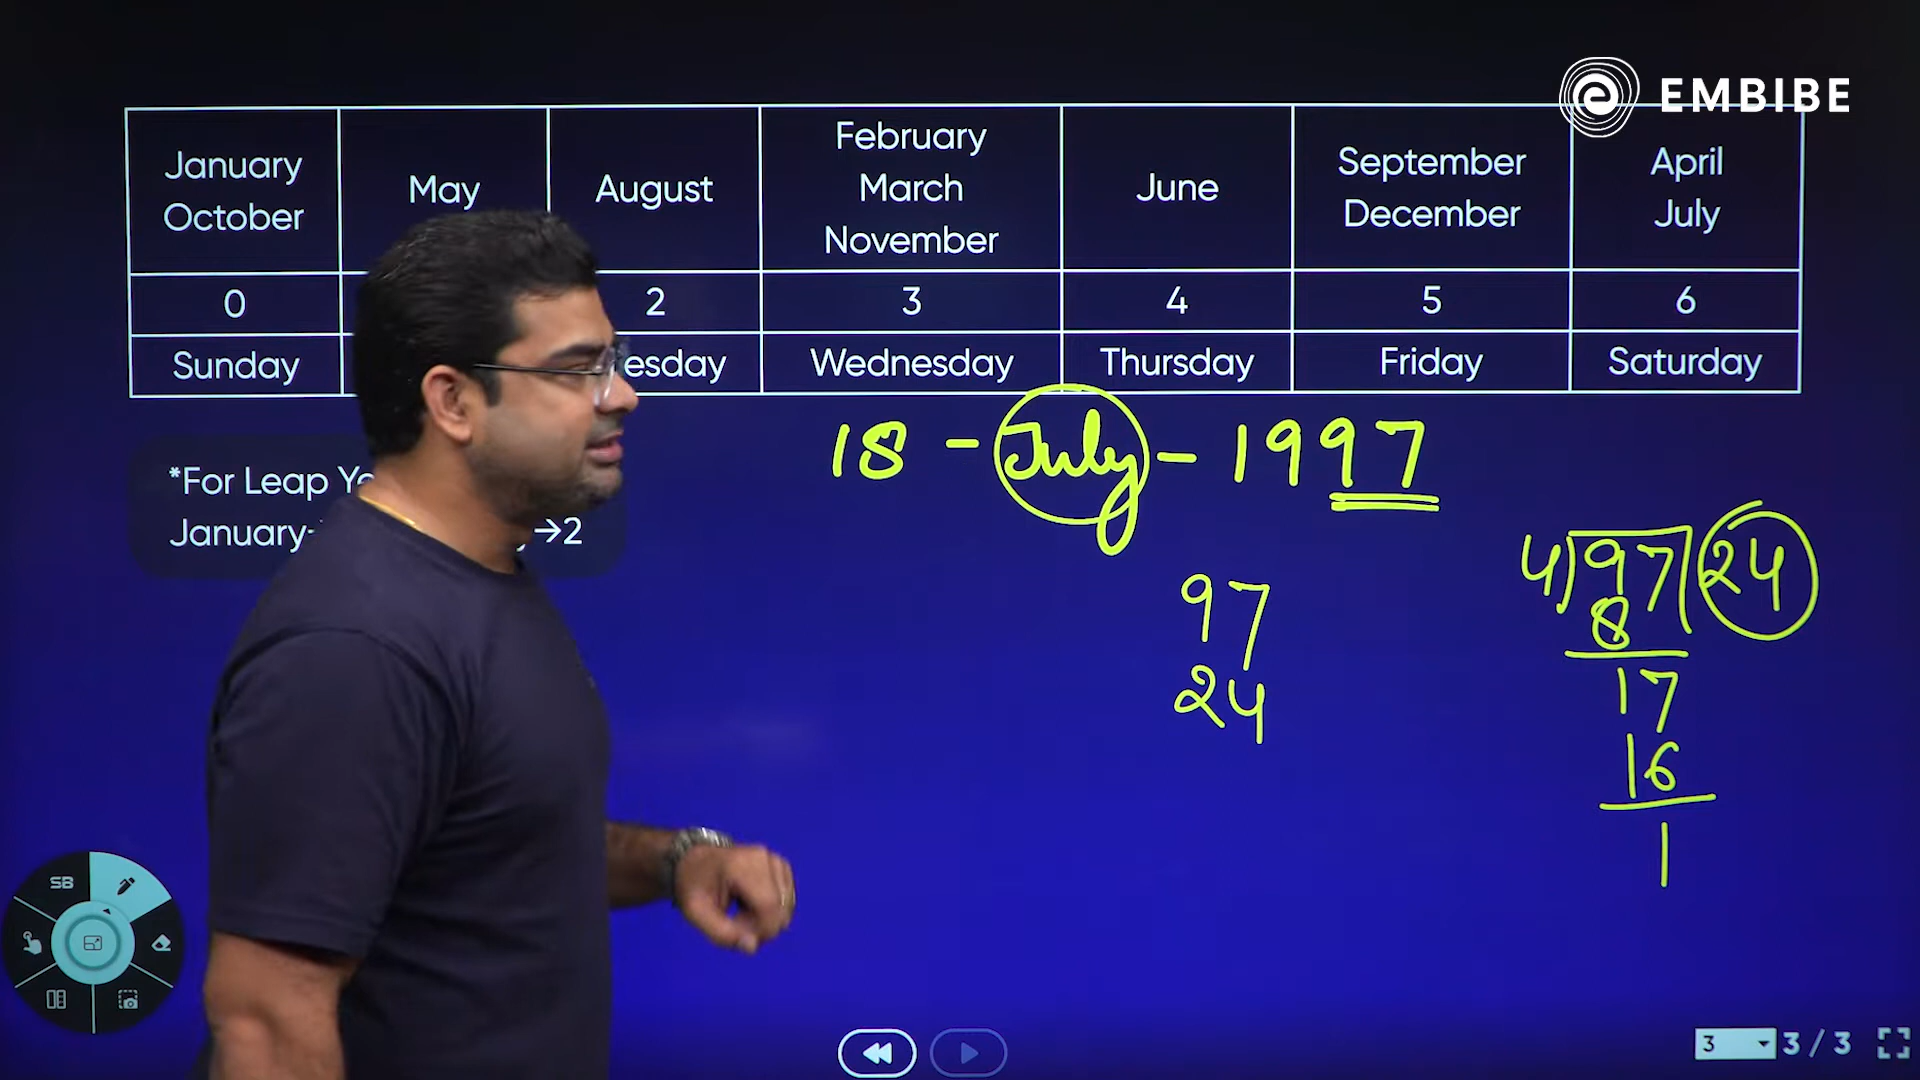 EMBIBE
January
October
May
August
February
March
November
June
September
December
April
July
0
2
3
4
5
6
Sunday
esday
Wednesday
Thursday
Friday
Saturday
18 - July - 1997
*For Leap Ye
January-
→2
97
24
4)97(24
8
17
16
1
SB
3
3 / 3